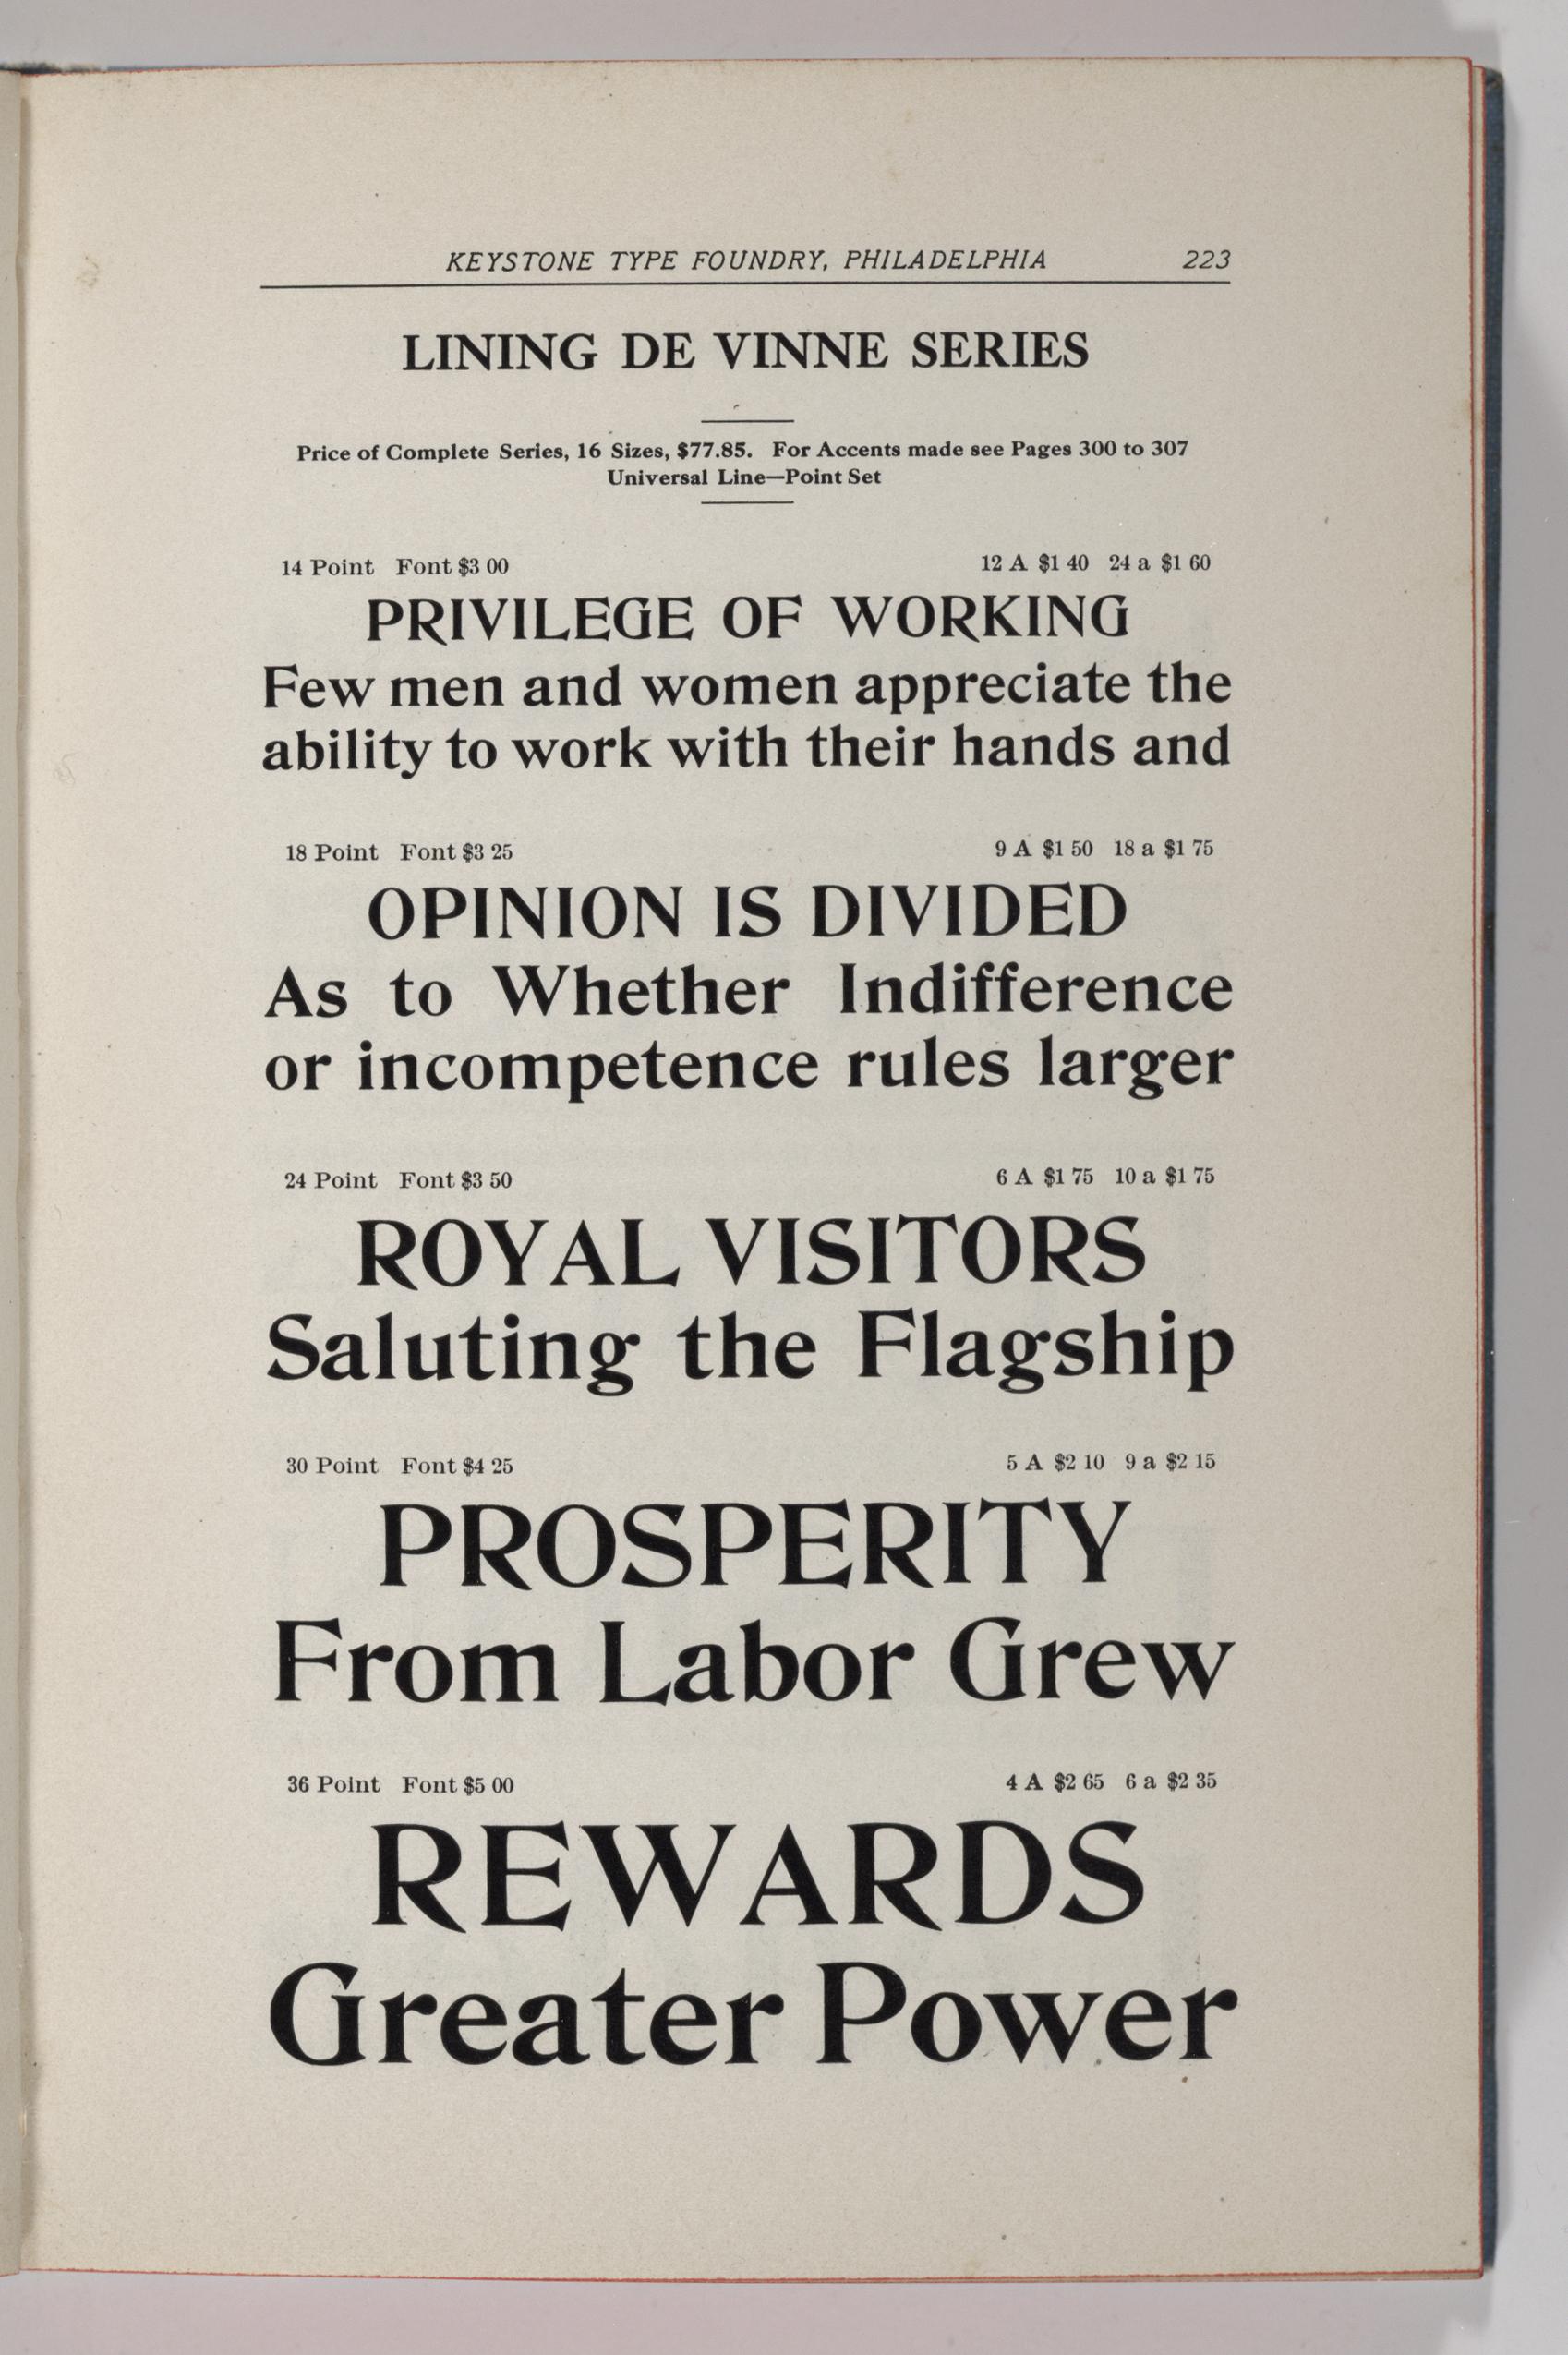 KEYSTONE TYPE FOUNDRY, PHILADELPHIA 223
LINING DE VINNE SERIES
Price of Complete Series, 16 Sizes, $77.85. For Accents made see Pages 300 to 307
Universal Line—Point Set
14 Point Font $3 00 12 A $1 40 24 a $1 60
PRIVILEGE OF WORKING
Few men and women appreciate the
ability to work with their hands and
18 Point Font $3 25 9 A $1 50 18 a $1 75
OPINION IS DIVIDED
As to Whether Indifference
or incompetence rules larger
24 Point Font $3 50 6 A $1 75 10 a $1 75
ROYAL VISITORS
Saluting the Flagship
30 Point Font $4 25 5 A $2 10 9 a $2 15
PROSPERITY
From Labor Grew
36 Point Font $5 00 4 A $2 65 6 a $2 35
REWARDS
Greater Power